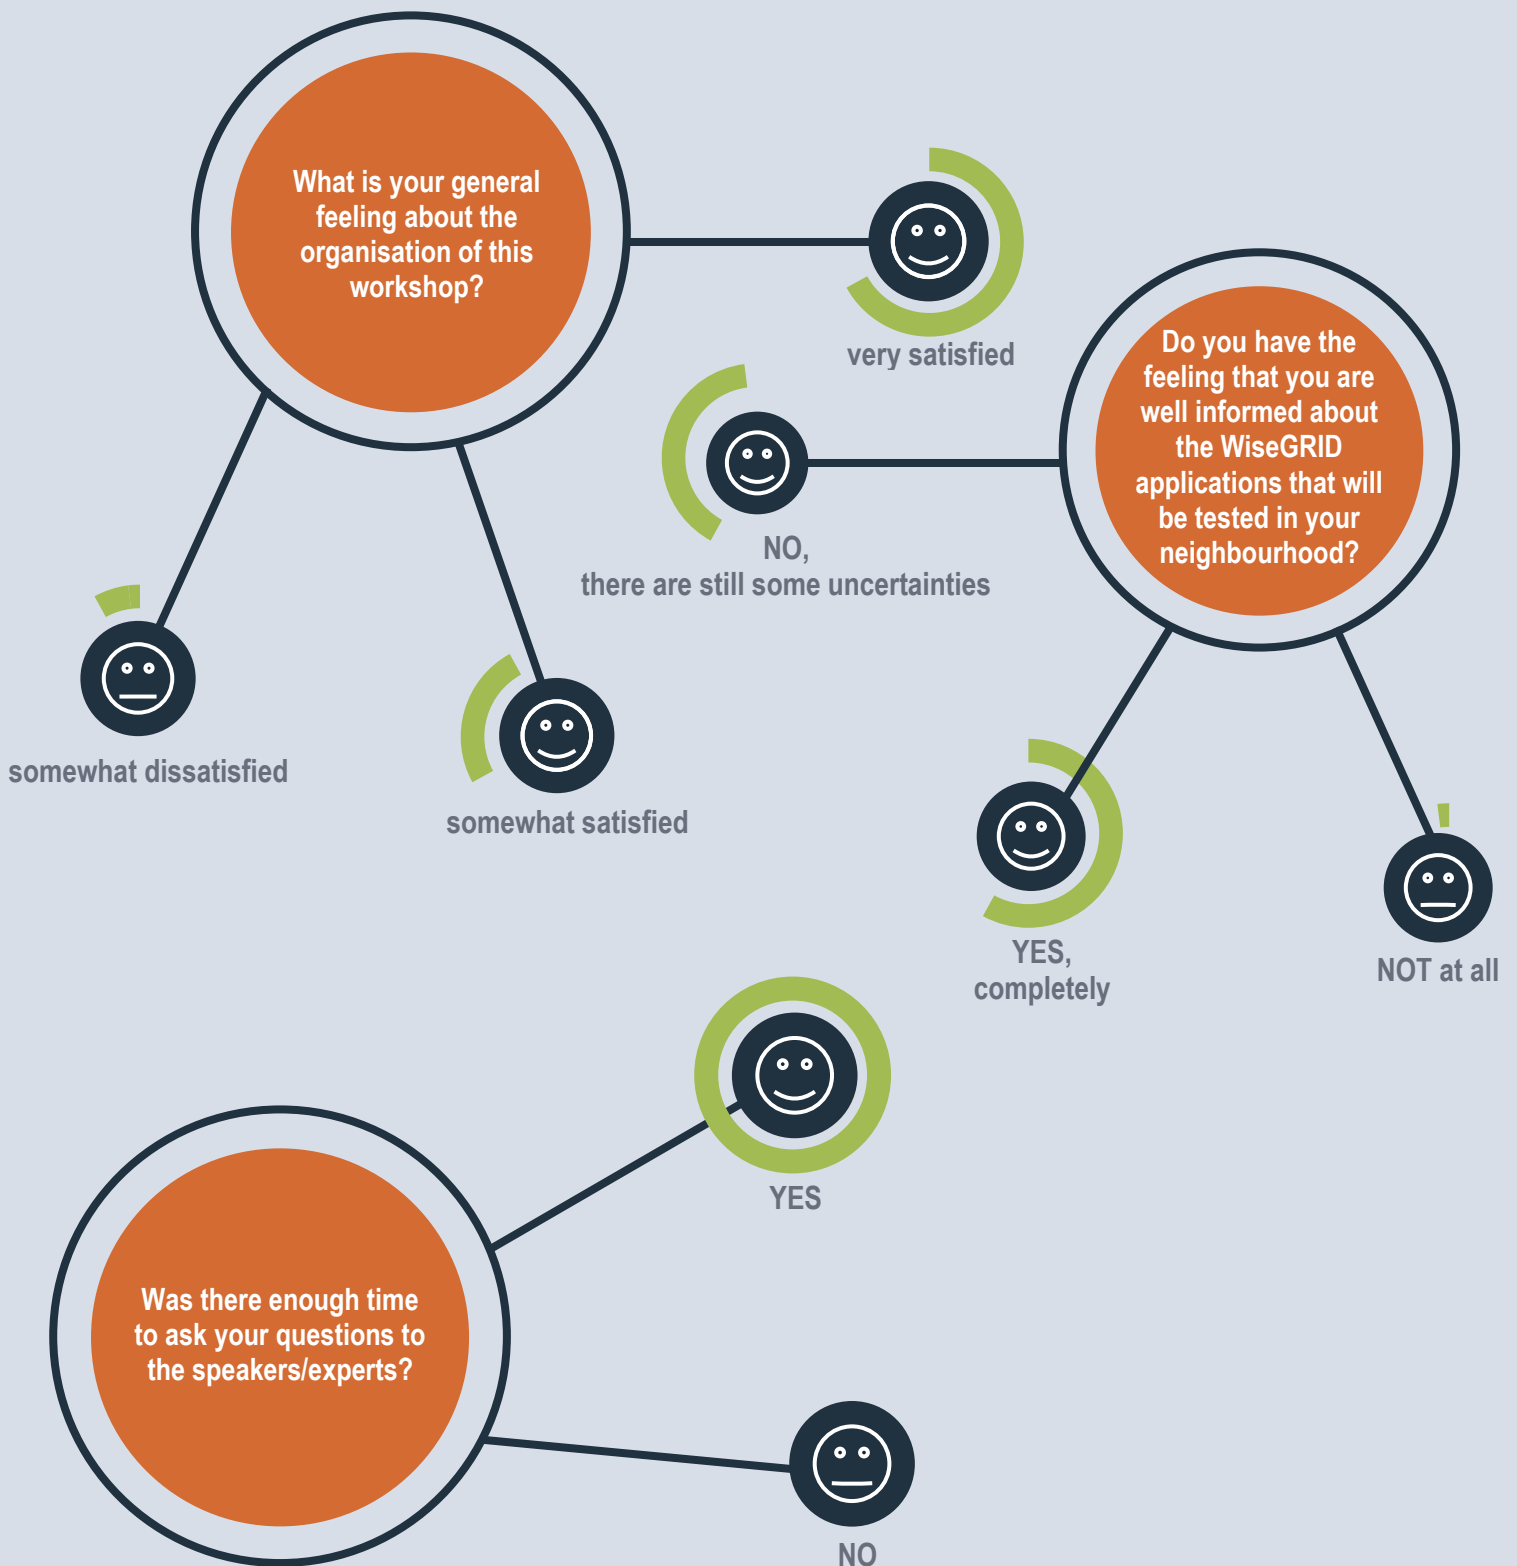 What is your general
feeling about the
organisation of this
workshop?
very satisfied
Do you have the
feeling that you are
well informed about
the WiseGRID
applications that will
be tested in your
neighbourhood?
NO,
there are still some uncertainties
somewhat dissatisfied
somewhat satisfied
YES,
completely
NOT at all
YES
Was there enough time
to ask your questions to
the speakers/experts?
NO